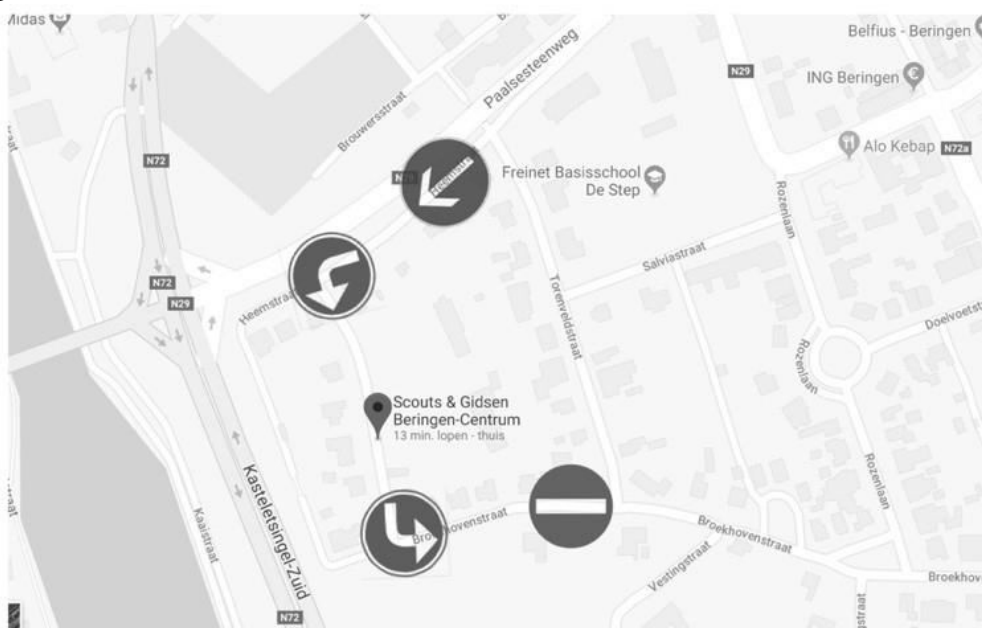 Midas
Belfius - Beringen
Paalsesteenweg
N29
ING Beringen
Brouwersstraat
Alo Kebap
N72a
N72
Freinet Basisschool
De Step
Rozenlaan
Salviastraat
N72
N29
Heemstraat
Torenveldstraat
Doelvoetst
Rozenlaan
Scouts & Gidsen
Beringen-Centrum
13 min. lopen - thuis
Rozenlaan
Kasteletsingel-Zuid
Kaaistraat
Broekhovenstraat
Broekhovenstraat
Vestingstraat
Broekhov
straat
N72